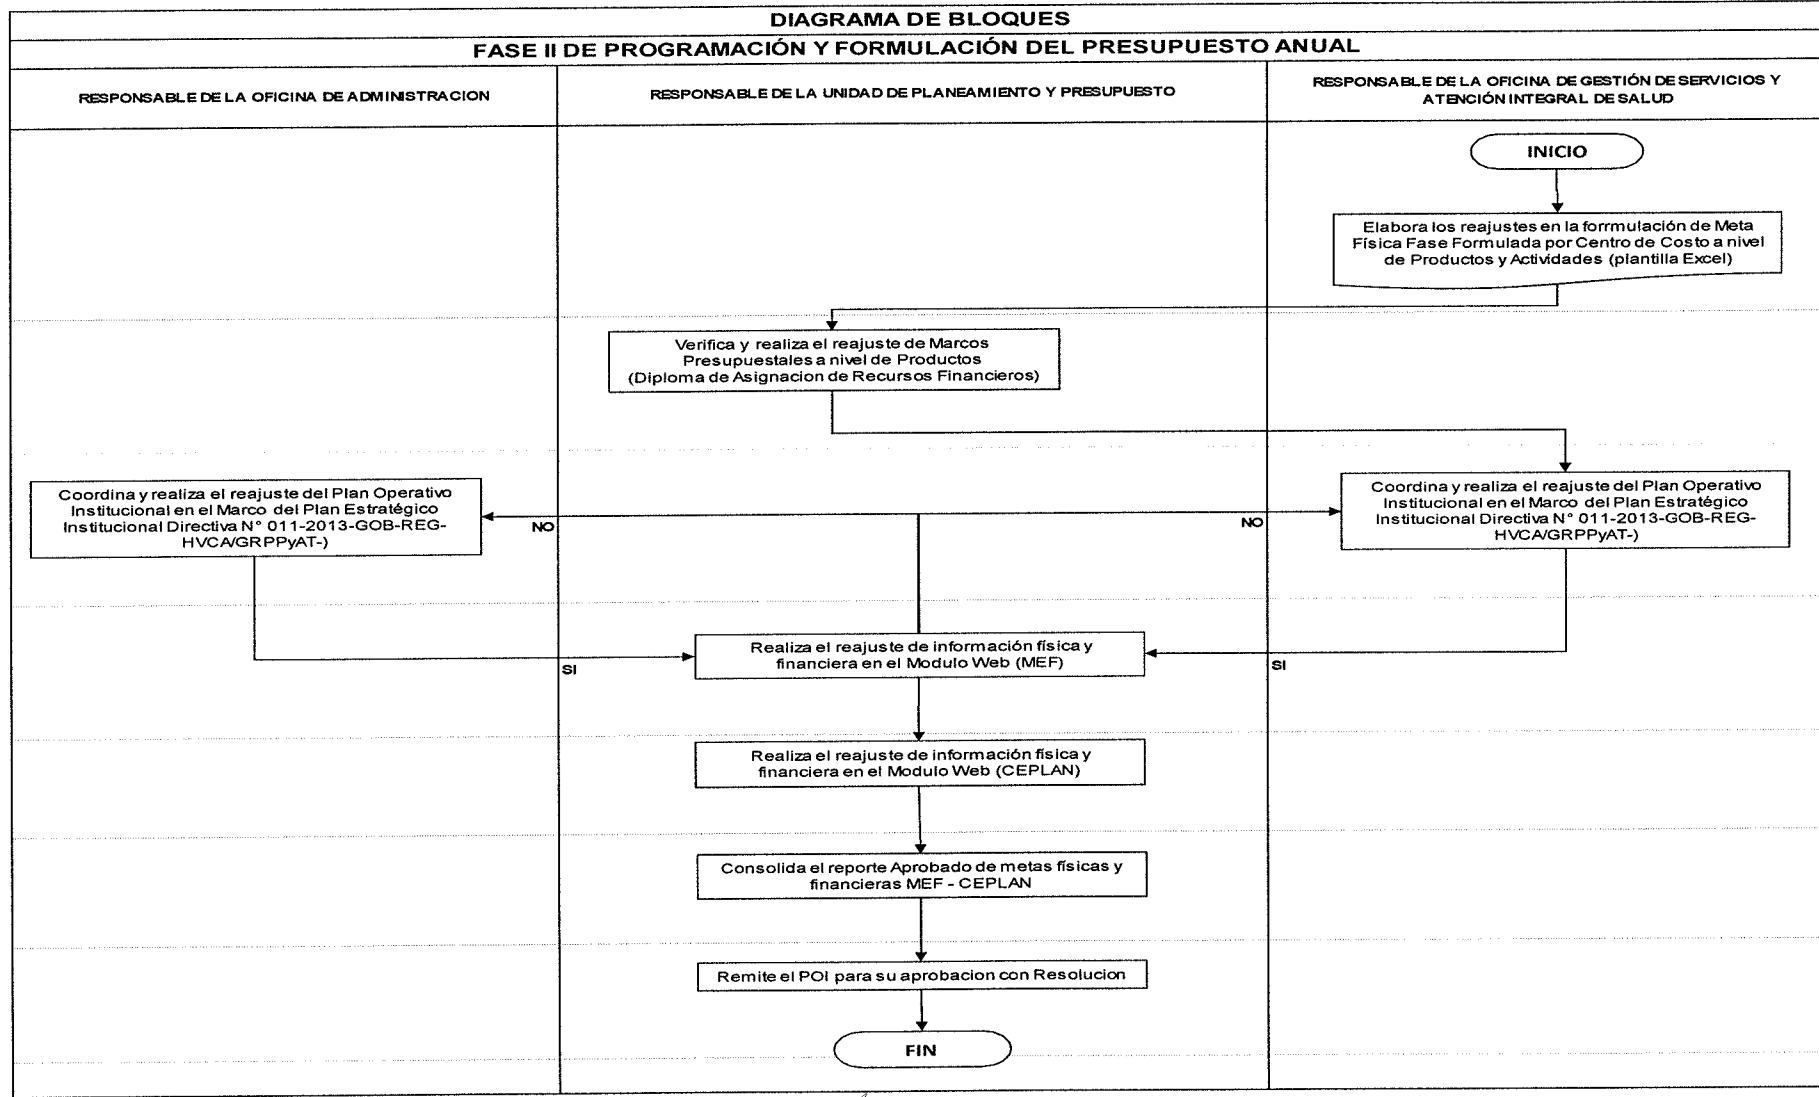 DIAGRAMA DE BLOQUES
FASE II DE PROGRAMACIÓN Y FORMULACIÓN DEL PRESUPUESTO ANUAL
RESPONSABLE DE LA OFICINA DE ADMINISTRACION
RESPONSABLE DE LA UNIDAD DE PLANEAMIENTO Y PRESUPUESTO
RESPONSABLE DE LA OFICINA DE GESTIÓN DE SERVICIOS Y
ATENCIÓN INTEGRAL DE SALUD
INICIO
Elabora los reajustes en la forrmulación de Meta
Física Fase Formulada por Centro de Costo a nivel
de Productos y Actividades (plantilla Excel)
Verifica y realiza el reajuste de Marcos
Presupuestales a nivel de Productos
(Diploma de Asignacion de Recursos Financieros)
Coordina y realiza el reajuste del Plan Operativo
Institucional en el Marco del Plan Estratégico
Institucional Directiva N° 011-2013-GOB-REG-
HVCA/GRPPyAT-)
NO
NO
Coordina y realiza el reajuste del Plan Operativo
Institucional en el Marco del Plan Estratégico
Institucional Directiva N° 011-2013-GOB-REG-
HVCA/GRPPyAT-)
SI
Realiza el reajuste de información física y
financiera en el Modulo Web (MEF)
SI
Realiza el reajuste de información física y
financiera en el Modulo Web (CEPLAN)
Consolida el reporte Aprobado de metas físicas y
financieras MEF - CEPLAN
Remite el POI para su aprobacion con Resolucion
FIN